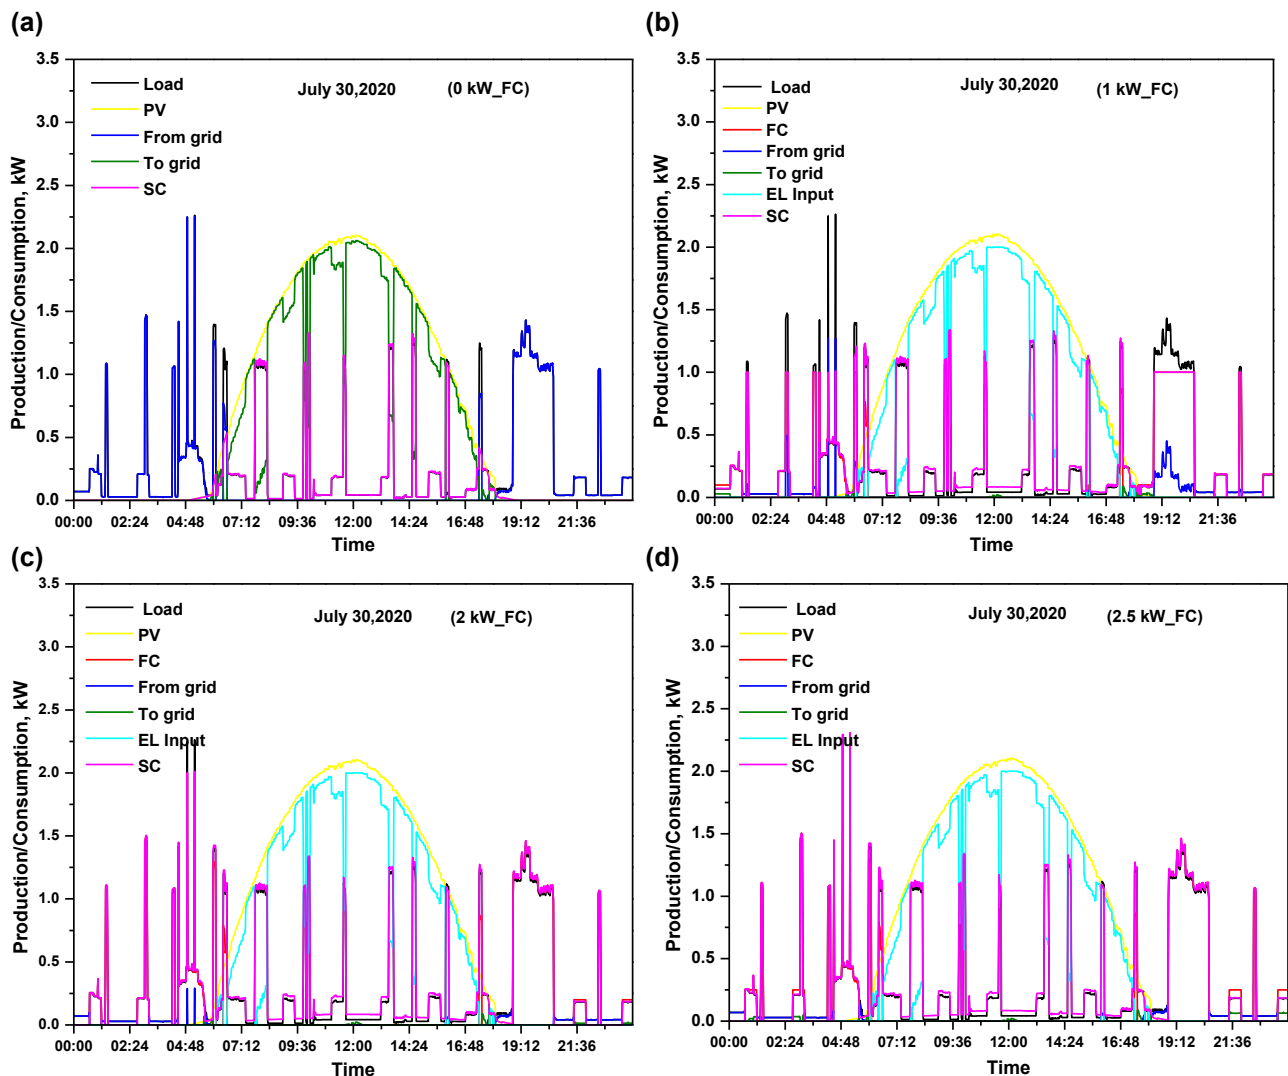 (a)
July 30,2020 (0 kW_FC)
Load
PV
From grid
To grid
SC
Production/Consumption, kW
3.5
3.0
2.5
2.0
1.5
1.0
0.5
0.0
00:00 02:24 04:48 07:12 09:36 12:00 14:24 16:48 19:12 21:36
Time
(b)
July 30,2020 (1 kW_FC)
Load
PV
FC
From grid
To grid
EL Input
SC
Production/Consumption, kW
3.5
3.0
2.5
2.0
1.5
1.0
0.5
0.0
00:00 02:24 04:48 07:12 09:36 12:00 14:24 16:48 19:12 21:36
Time
(c)
July 30,2020 (2 kW_FC)
Load
PV
FC
From grid
To grid
EL Input
SC
Production/Consumption, kW
3.5
3.0
2.5
2.0
1.5
1.0
0.5
0.0
00:00 02:24 04:48 07:12 09:36 12:00 14:24 16:48 19:12 21:36
Time
(d)
July 30,2020 (2.5 kW_FC)
Load
PV
FC
From grid
To grid
EL Input
SC
Production/Consumption, kW
3.5
3.0
2.5
2.0
1.5
1.0
0.5
0.0
00:00 02:24 04:48 07:12 09:36 12:00 14:24 16:48 19:12 21:36
Time